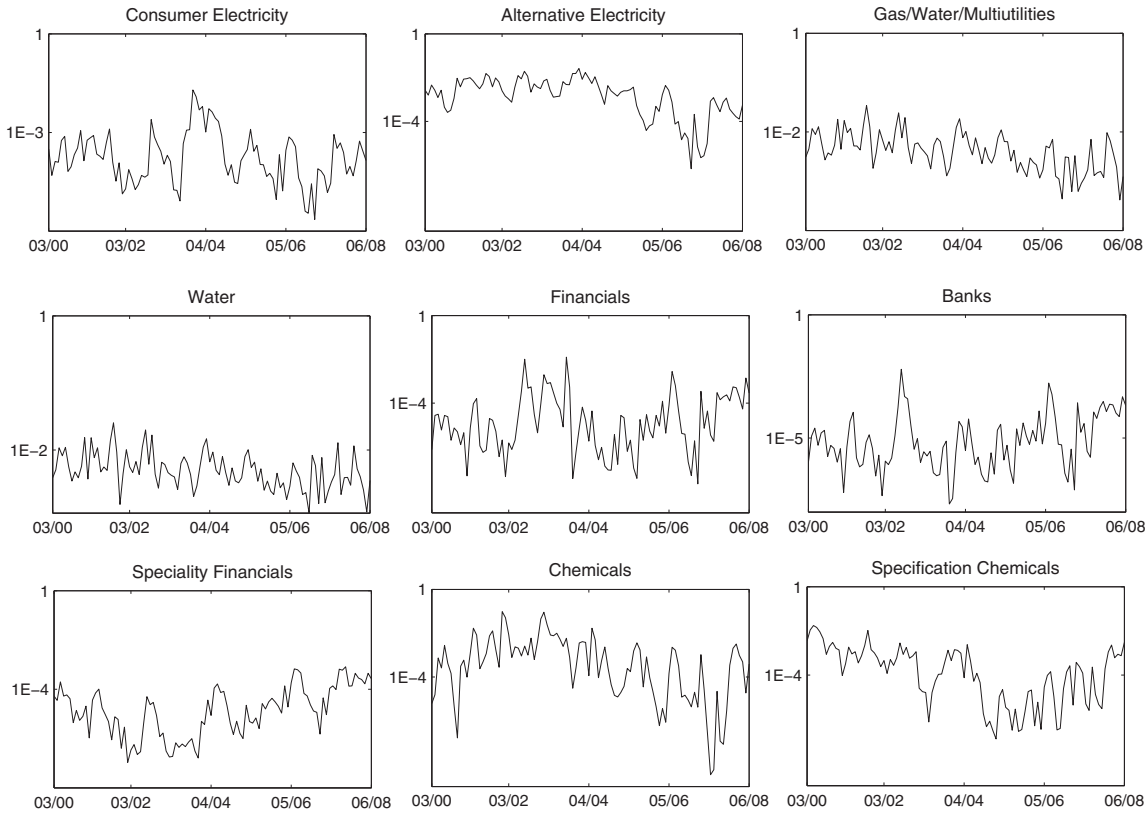 Consumer Electricity
1
1E−3
03/00 03/02 04/04 05/06 06/08
Alternative Electricity
1
1E−4
03/00 03/02 04/04 05/06 06/08
Gas/Water/Multiutilities
1
1E−2
03/00 03/02 04/04 05/06 06/08
Water
1
1E−2
03/00 03/02 04/04 05/06 06/08
Financials
1
1E−4
03/00 03/02 04/04 05/06 06/08
Banks
1
1E−5
03/00 03/02 04/04 05/06 06/08
Speciality Financials
1
1E−4
03/00 03/02 04/04 05/06 06/08
Chemicals
1
1E−4
03/00 03/02 04/04 05/06 06/08
Specification Chemicals
1
1E−4
03/00 03/02 04/04 05/06 06/08